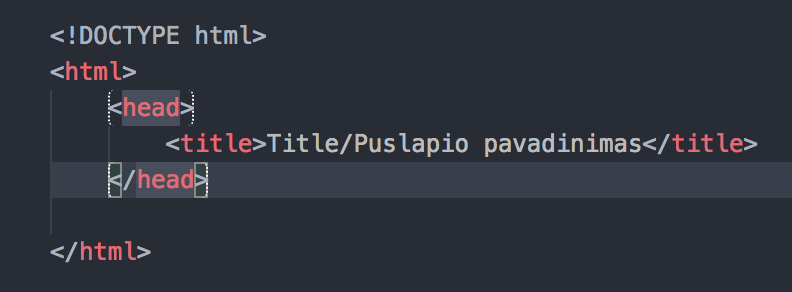 <!DOCTYPE html>
<html>
<head>
<title>Title/Puslapio pavadinimas</title>
</head>
</html>